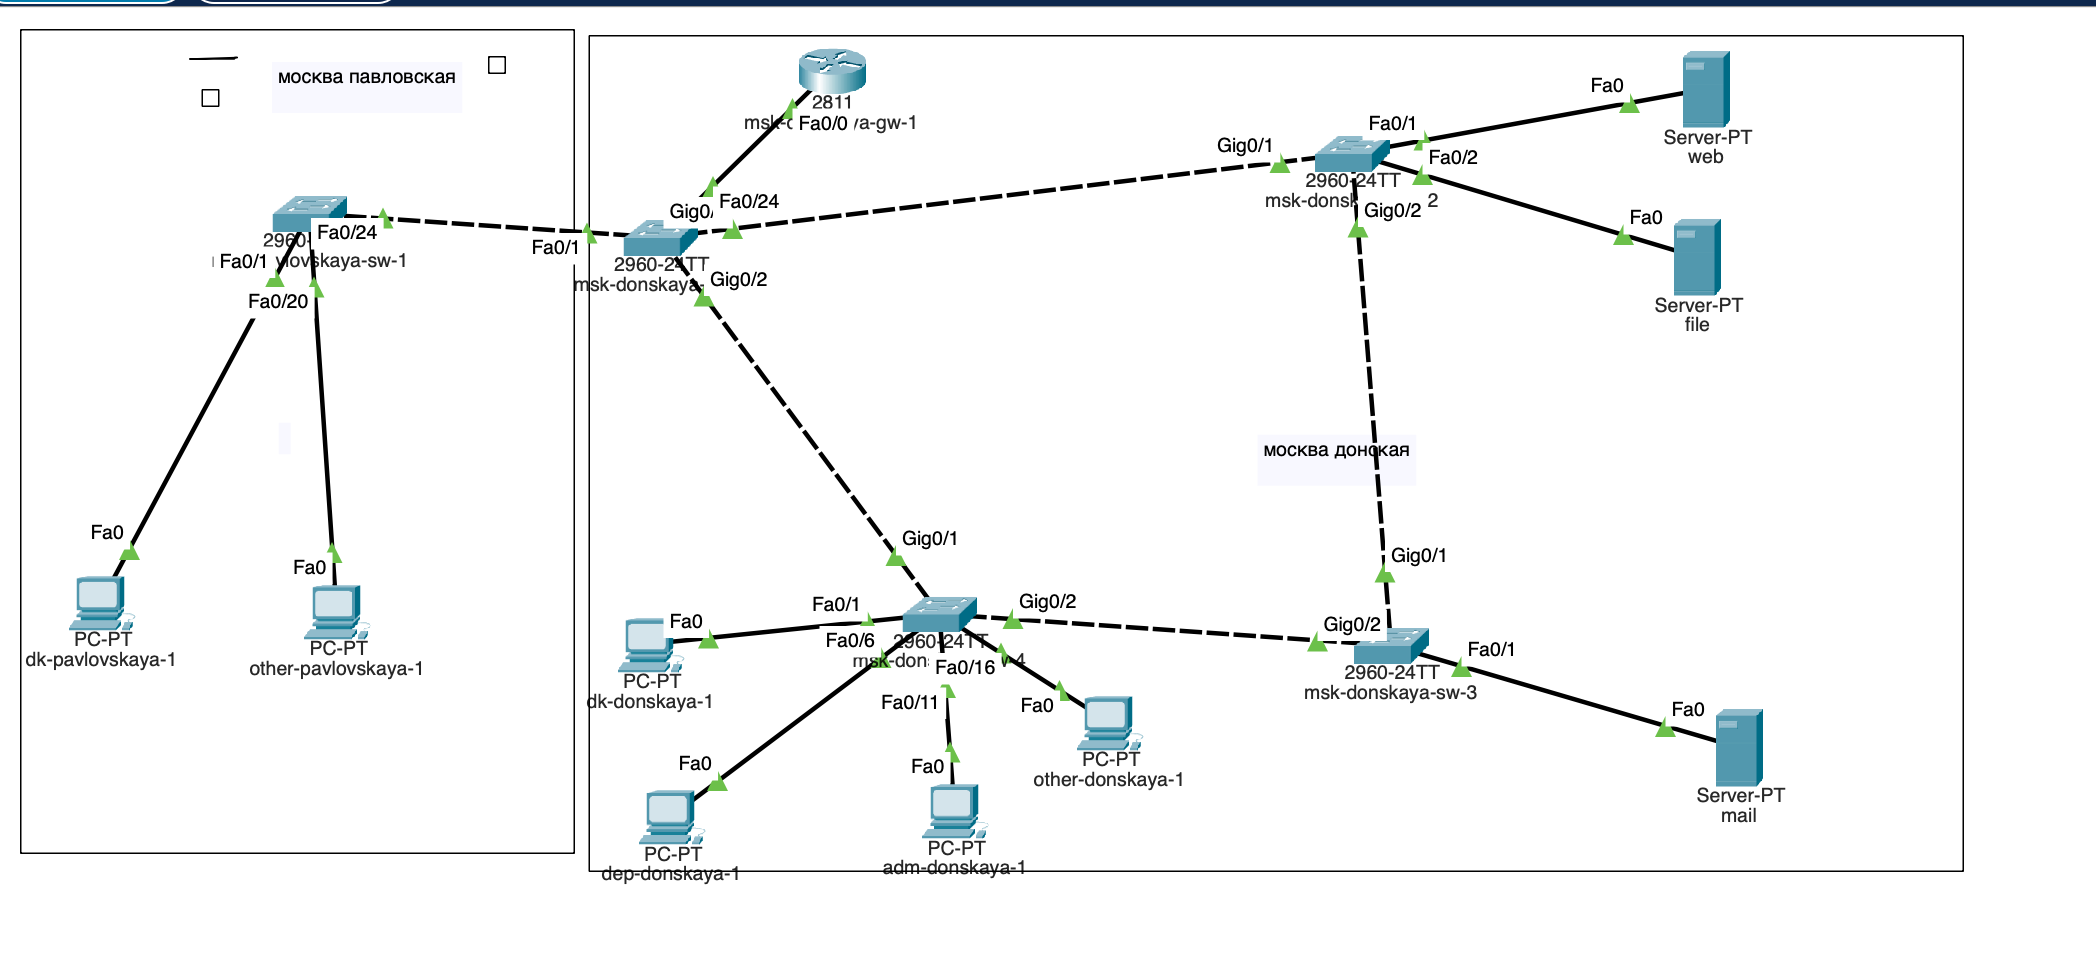 москва павловская
2811
msk-d
Fa0/0
ya-gw-1
Fa0
Server-PT
web
Fa0/1
Fa0/2
Gig0/1
2960-24TT
msk-donsk
2
Gig0/2
Fa0
Server-PT
file
Fa0/24
Gig0/
Fa0/24
2960-
ylovskaya-sw-1
Fa0/1
Fa0/20
Fa0/1
2960-24TT
msk-donskaya-
Gig0/2
москва донская
Fa0
PC-PT
dk-pavlovskaya-1
Fa0
PC-PT
other-pavlovskaya-1
Gig0/1
Gig0/1
Fa0/1
Fa0
PC-PT
dk-donskaya-1
Fa0/6
2960-24TT
msk-don
-4
Fa0/16
Fa0/11
Gig0/2
Gig0/2
2960-24TT
msk-donskaya-sw-3
Fa0/1
Fa0
PC-PT
other-donskaya-1
Fa0
Server-PT
mail
Fa0
PC-PT
dep-donskaya-1
Fa0
PC-PT
adm-donskaya-1